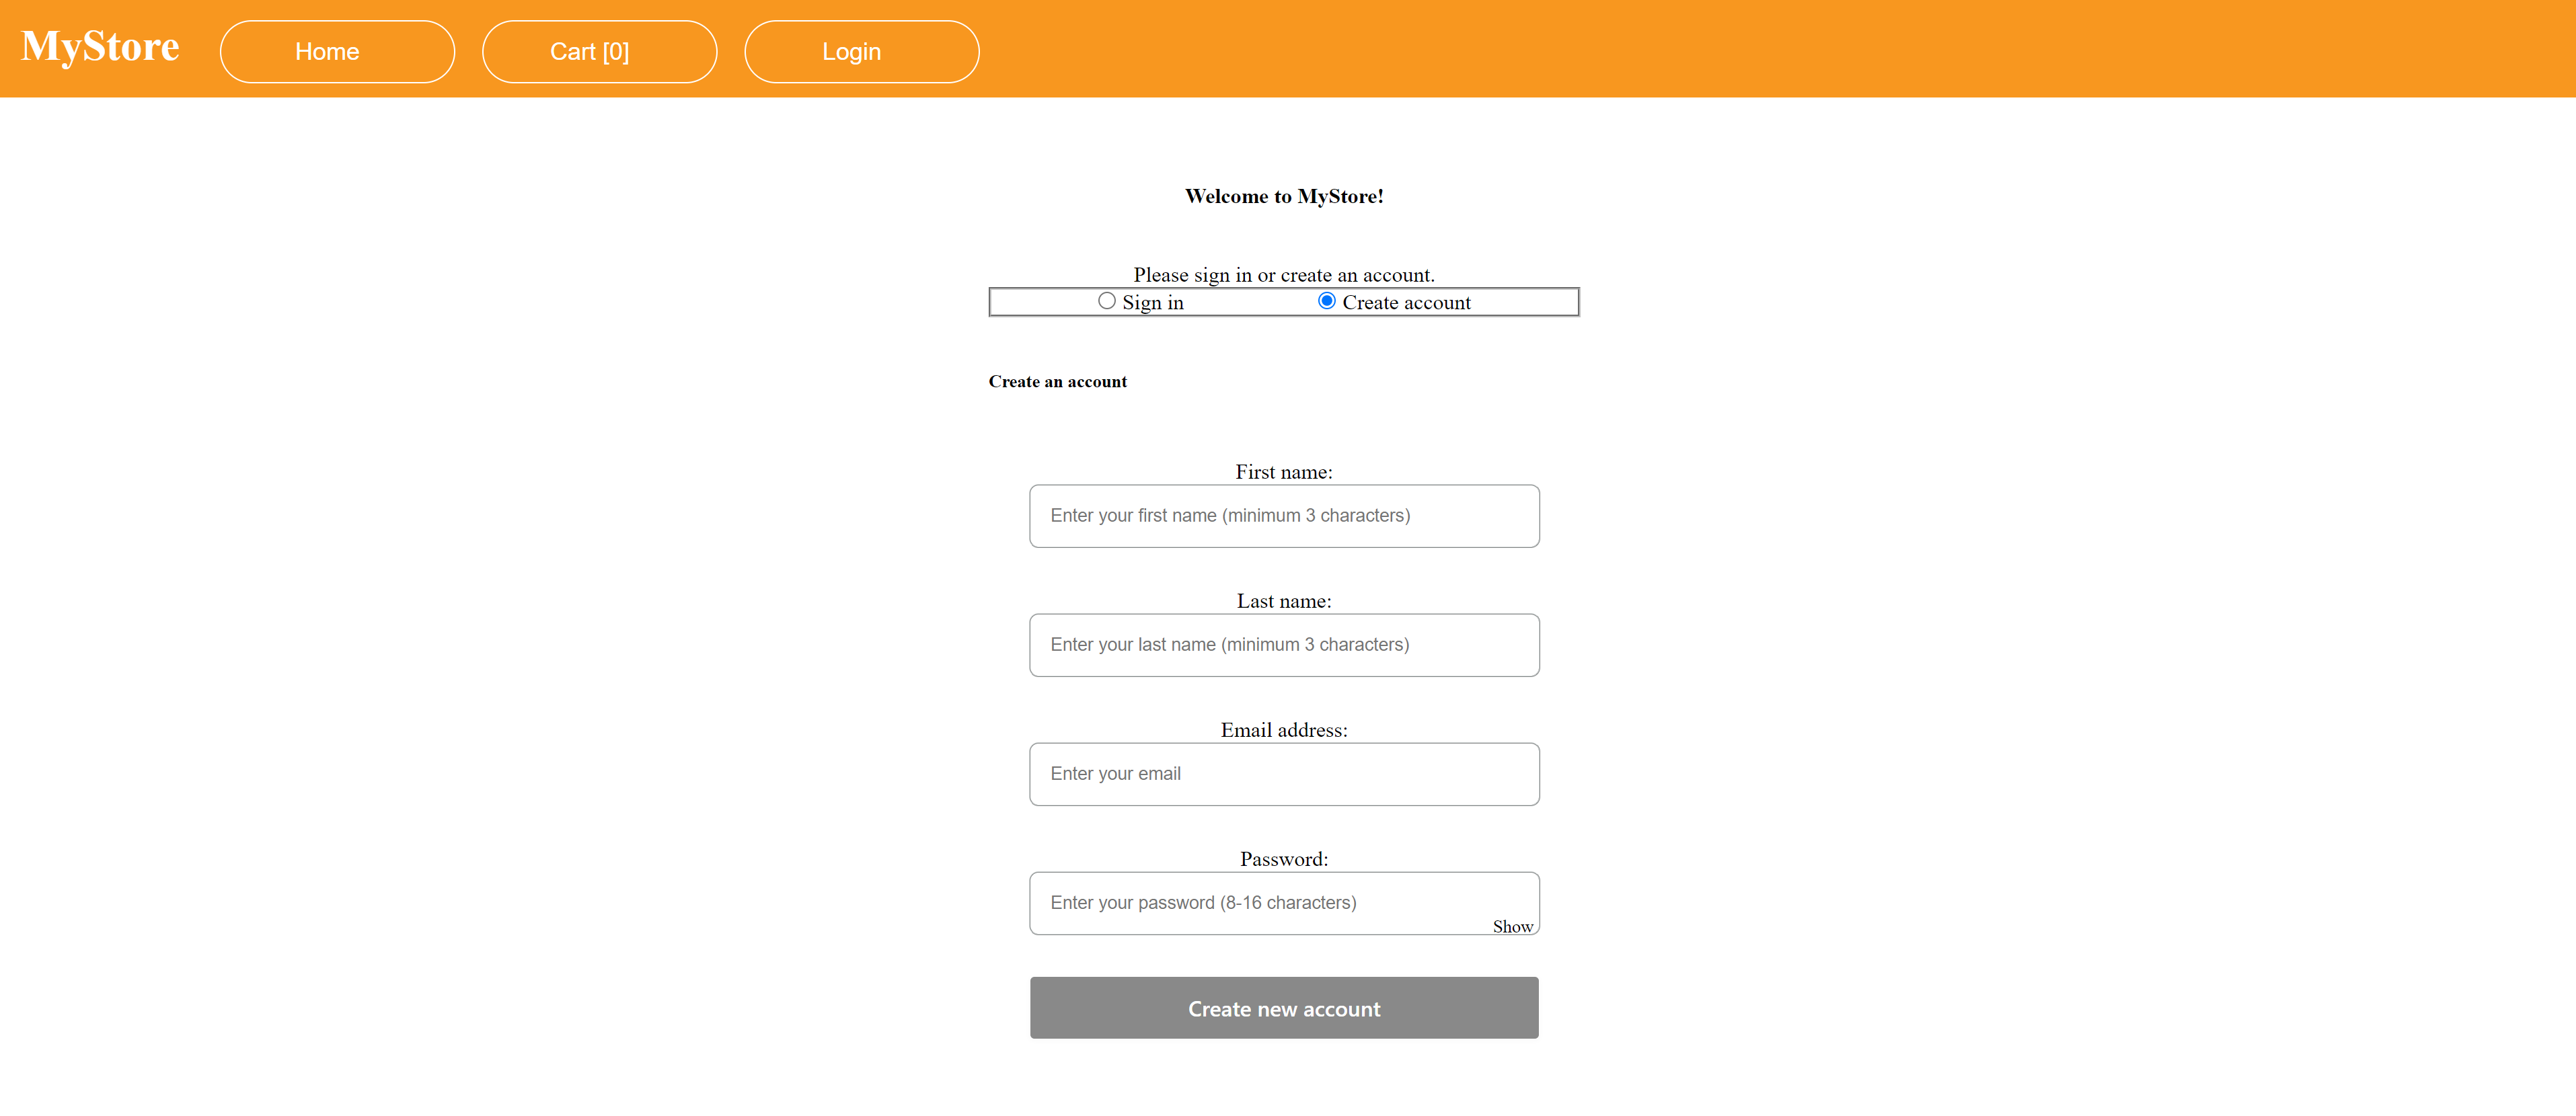 MyStore Home Cart [0] Login
Welcome to MyStore!
Please sign in or create an account.
Sign in Create account
Create an account
First name:
Enter your first name (minimum 3 characters)
Last name:
Enter your last name (minimum 3 characters)
Email address:
Enter your email
Password:
Enter your password (8-16 characters)
Show
Create new account